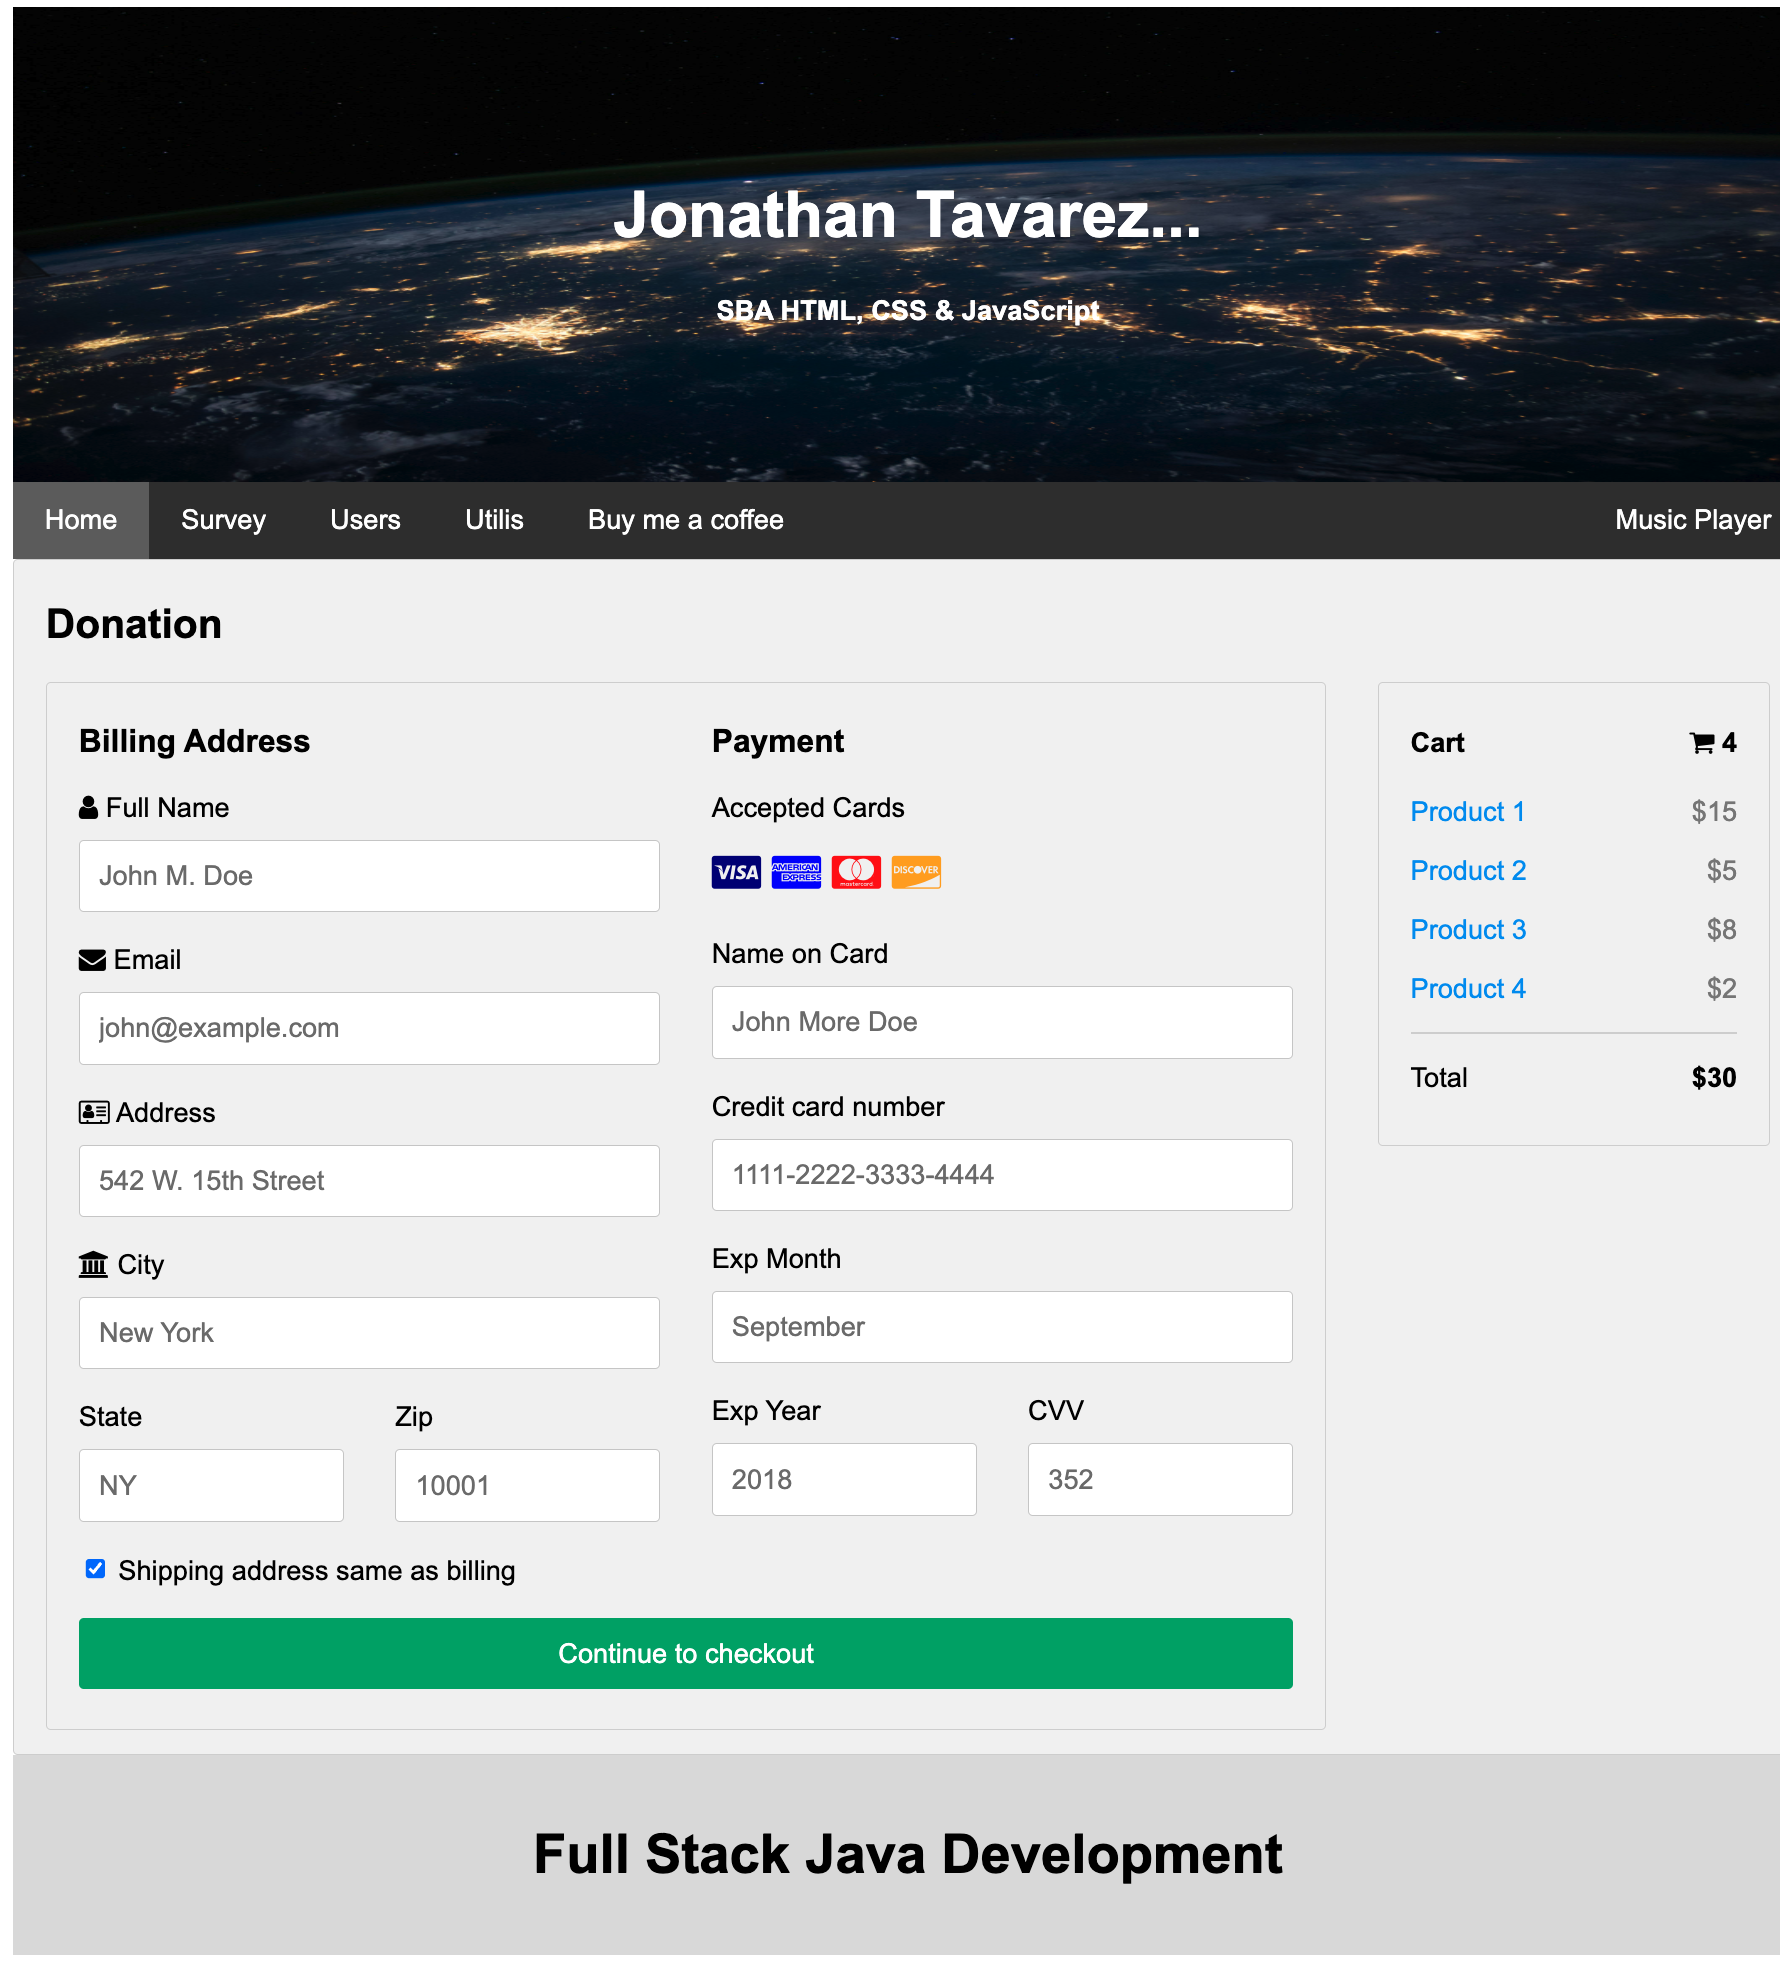 Jonathan Tavarez...
SBA HTML, CSS & JavaScript
Home Survey Users Utilis Buy me a coffee Music Player
Donation
Billing Address
Full Name
John M. Doe
Email
john@example.com
Address
542 W. 15th Street
City
New York
State Zip
NY 10001
Shipping address same as billing
Payment
Accepted Cards
VISA AMERICAN EXPRESS mastercard DISCOVER
Name on Card
John More Doe
Credit card number
1111-2222-3333-4444
Exp Month
September
Exp Year CVV
2018 352
Continue to checkout
Cart 4
Product 1 $15
Product 2 $5
Product 3 $8
Product 4 $2
Total $30
Full Stack Java Development